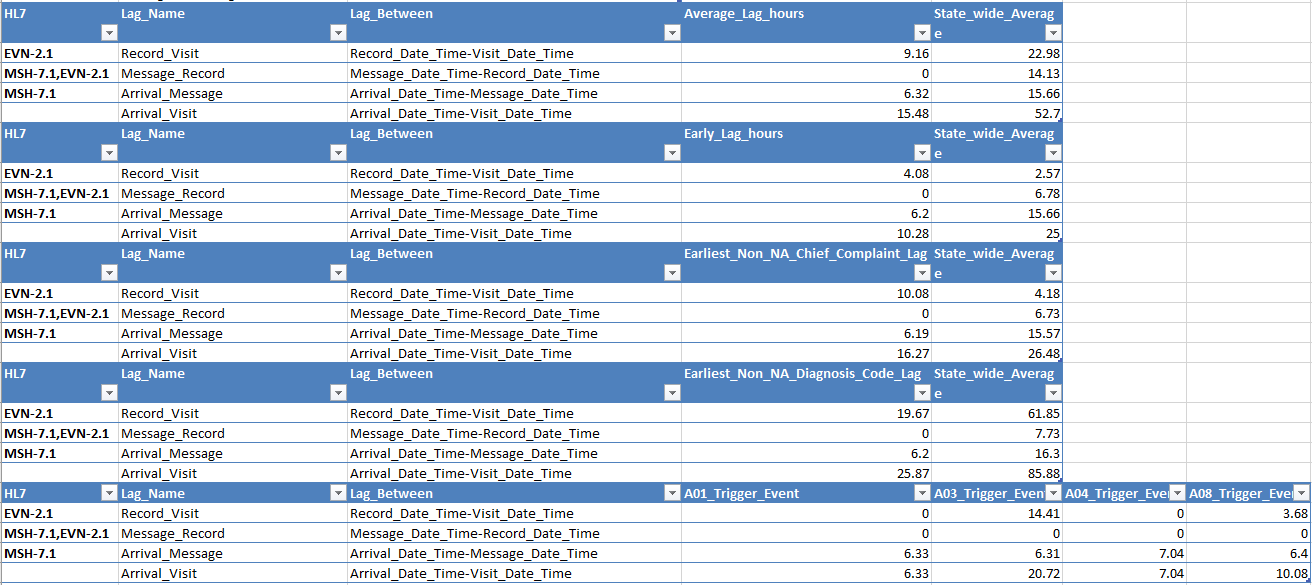 HL7 Lag_Name Lag_Between Average_Lag_hours State_wide_Averag
e
EVN-2.1 Record_Visit Record_Date_Time-Visit_Date_Time 9.16 22.98
MSH-7.1,EVN-2.1 Message_Record Message_Date_Time-Record_Date_Time 0 14.13
MSH-7.1 Arrival_Message Arrival_Date_Time-Message_Date_Time 6.32 15.66
Arrival_Visit Arrival_Date_Time-Visit_Date_Time 15.48 52.7
HL7 Lag_Name Lag_Between Early_Lag_hours State_wide_Averag
e
EVN-2.1 Record_Visit Record_Date_Time-Visit_Date_Time 4.08 2.57
MSH-7.1,EVN-2.1 Message_Record Message_Date_Time-Record_Date_Time 0 6.78
MSH-7.1 Arrival_Message Arrival_Date_Time-Message_Date_Time 6.2 15.66
Arrival_Visit Arrival_Date_Time-Visit_Date_Time 10.28 25
HL7 Lag_Name Lag_Between Earliest_Non_NA_Chief_Complaint_Lag State_wide_Averag
e
EVN-2.1 Record_Visit Record_Date_Time-Visit_Date_Time 10.08 4.18
MSH-7.1,EVN-2.1 Message_Record Message_Date_Time-Record_Date_Time 0 6.73
MSH-7.1 Arrival_Message Arrival_Date_Time-Message_Date_Time 6.19 15.57
Arrival_Visit Arrival_Date_Time-Visit_Date_Time 16.27 26.48
HL7 Lag_Name Lag_Between Earliest_Non_NA_Diagnosis_Code_Lag State_wide_Averag
e
EVN-2.1 Record_Visit Record_Date_Time-Visit_Date_Time 19.67 61.85
MSH-7.1,EVN-2.1 Message_Record Message_Date_Time-Record_Date_Time 0 7.73
MSH-7.1 Arrival_Message Arrival_Date_Time-Message_Date_Time 6.2 16.3
Arrival_Visit Arrival_Date_Time-Visit_Date_Time 25.87 85.88
HL7 Lag_Name Lag_Between A01_Trigger_Event A03_Trigger_Even A04_Trigger_Eve A08_Trigger_Eve
EVN-2.1 Record_Visit Record_Date_Time-Visit_Date_Time 0 14.41 0 3.68
MSH-7.1,EVN-2.1 Message_Record Message_Date_Time-Record_Date_Time 0 0 0 0
MSH-7.1 Arrival_Message Arrival_Date_Time-Message_Date_Time 6.33 6.31 7.04 6.4
Arrival_Visit Arrival_Date_Time-Visit_Date_Time 6.33 20.72 7.04 10.08